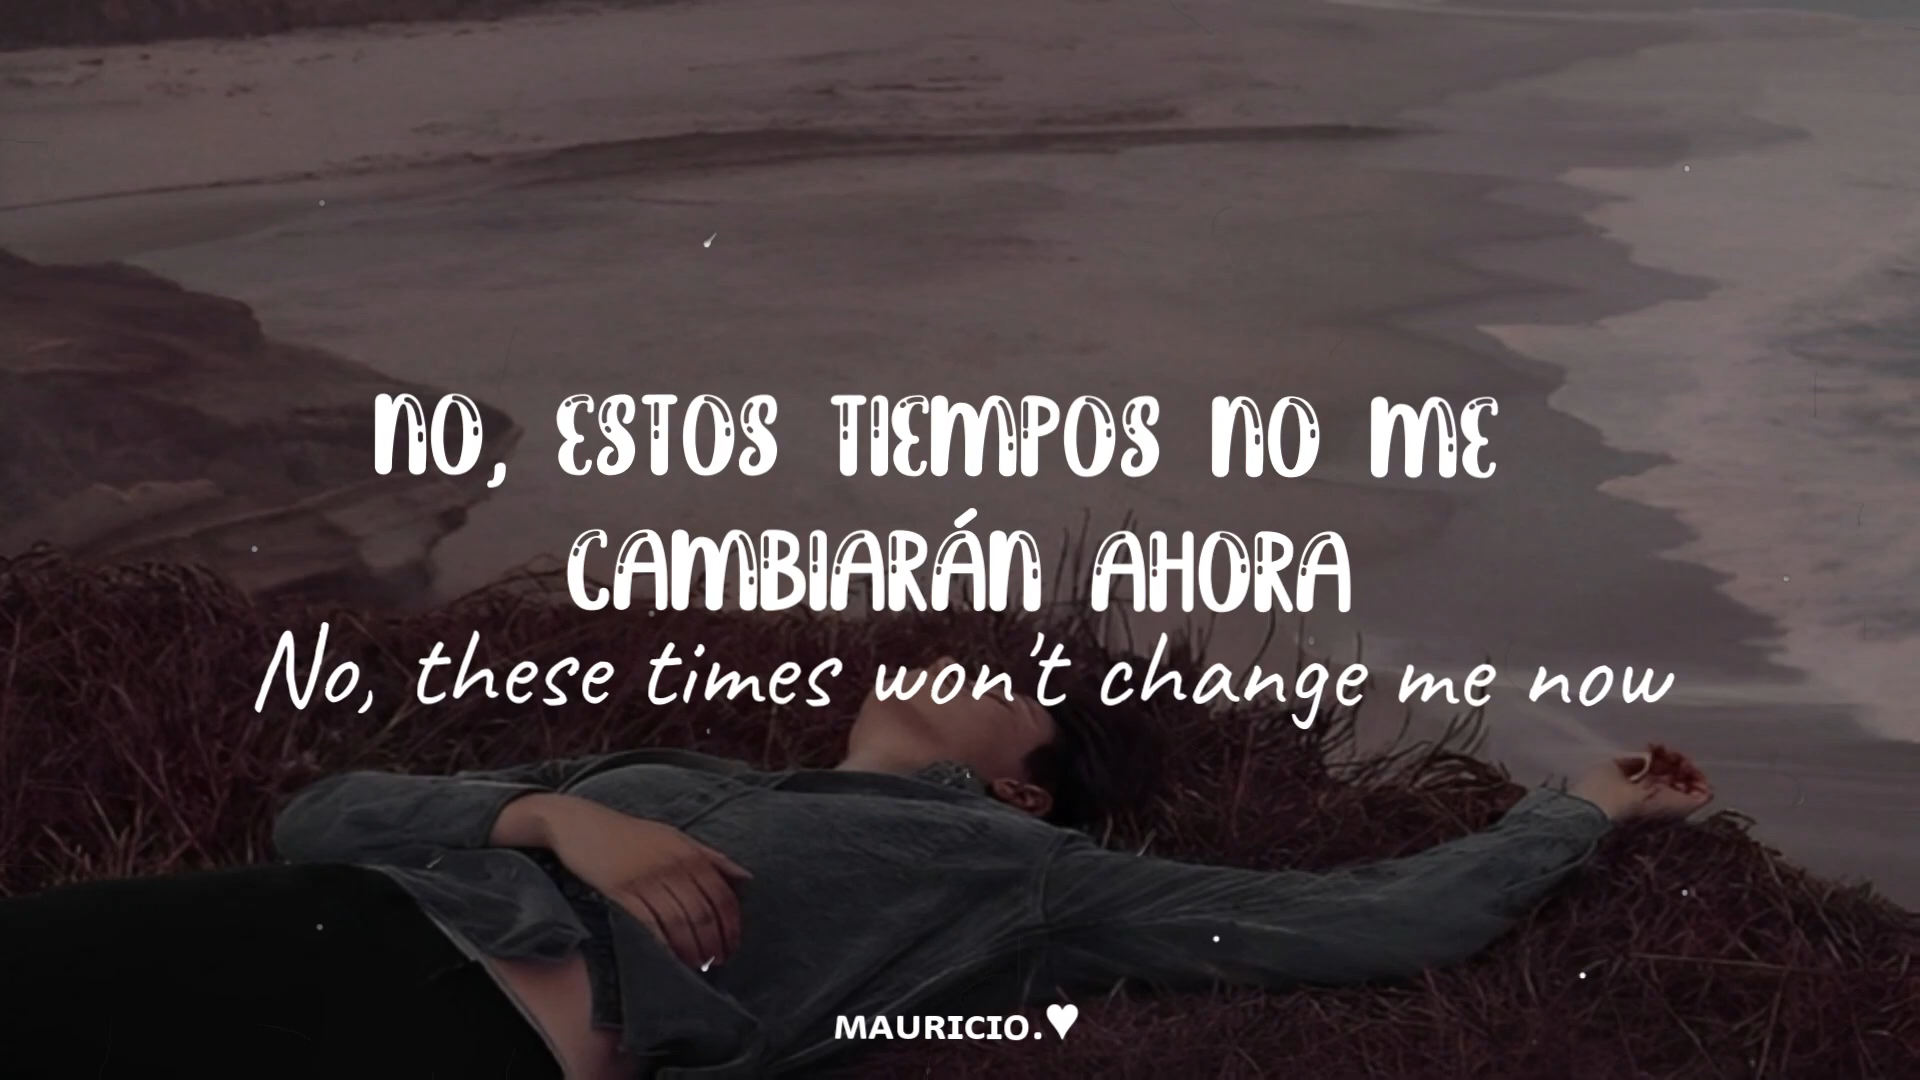 NO, ESTOS TIEMPOS NO ME
CAMBIARÁN AHORA
No, these times won't change me now
MAURICIO.♥